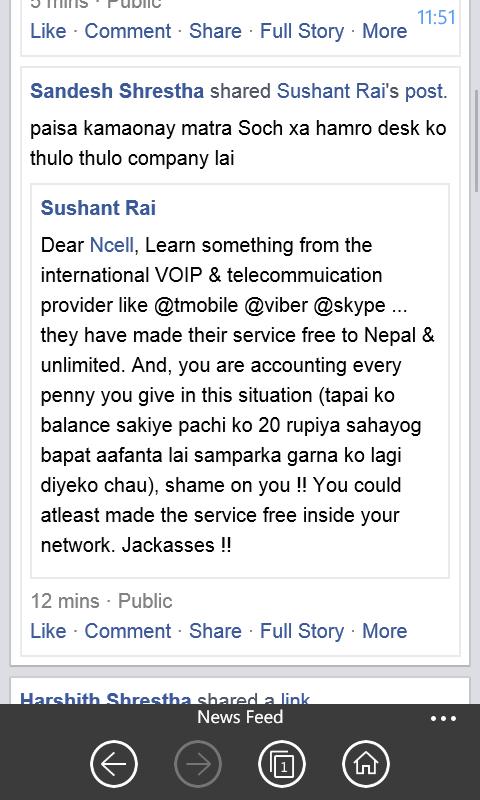 5 mins · Public
11:51
Like · Comment · Share · Full Story · More
Sandesh Shrestha shared Sushant Rai's post.
paisa kamaonay matra Soch xa hamro desk ko
thulo thulo company lai
Sushant Rai
Dear Ncell, Learn something from the
international VOIP & telecommuication
provider like @tmobile @viber @skype ...
they have made their service free to Nepal &
unlimited. And, you are accounting every
penny you give in this situation (tapai ko
balance sakiye pachi ko 20 rupiya sahayog
bapat aafanta lai samparka garna ko lagi
diyeko chau), shame on you !! You could
atleast made the service free inside your
network. Jackasses !!
12 mins · Public
Like · Comment · Share · Full Story · More
Harshith Shrestha shared a link.
News Feed
1